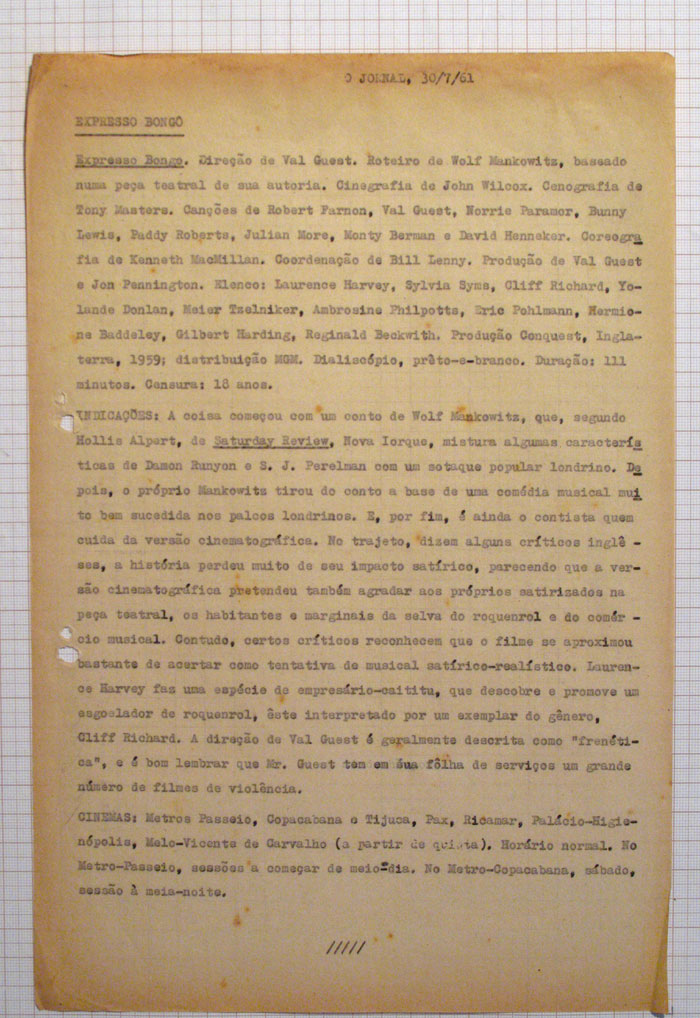 O JORNAL, 30/7/61
EXPRESSO BONGÔ
Expresso Bongo. Direção de Val Guest. Roteiro de Wolf Mankowitz, baseado
numa peça teatral de sua autoria. Cinegrafia de John Wilcox. Cenografia de
Tony Masters. Canções de Robert Farnon, Val Guest, Norrie Paramor, Bunny
Lewis, Paddy Roberts, Julian More, Monty Berman e David Henneker. Coreogra
fia de Kenneth MacMillan. Coordenação de Bill Lenny. Produção de Val Guest
e Jon Pennington. Elenco: Laurence Harvey, Sylvia Syms, Cliff Richard, Yo-
lande Donlan, Meier Tzelniker, Ambrosine Philpotts, Eric Pohlmann, Hermio-
ne Baddeley, Gilbert Harding, Reginald Beckwith. Produção Conquest, Ingla-
terra, 1959; distribuição MGM. Dialiscópio, prêto-e-branco. Duração: 111
minutos. Censura: 18 anos.
INDICAÇÕES: A coisa começou com um conto de Wolf Mankowitz, que, segundo
Hollis Alpert, de Saturday Review, Nova Iorque, mistura algumas caracterís
ticas de Damon Runyon e S. J. Perelman com um sotaque popular londrino. De
pois, o próprio Mankowitz tirou do conto a base de uma comédia musical mui
to bem sucedida nos palcos londrinos. E, por fim, é ainda o contista quem
cuida da versão cinematográfica. No trajeto, dizem alguns críticos inglê -
ses, a história perdeu muito de seu impacto satírico, parecendo que a ver-
são cinematográfica pretendeu também agradar aos próprios satirizados na
peça teatral, os habitantes e marginais da selva do roquenrol e do comér -
cio musical. Contudo, certos críticos reconhecem que o filme se aproximou
bastante de acertar como tentativa de musical satírico-realístico. Lauren-
ce Harvey faz uma espécie de empresário-caititu, que descobre e promove um
esgoelador de roquenrol, êste interpretado por um exemplar do gênero,
Cliff Richard. A direção de Val Guest é geralmente descrita como "frenéti-
ca", e é bom lembrar que Mr. Guest tem em sua fôlha de serviços um grande
número de filmes de violência.
CINEMAS: Metros Passeio, Copacabana e Tijuca, Pax, Ricamar, Palácio-Higie-
nópolis, Melo-Vicente de Carvalho (a partir de quinta). Horário normal. No
Metro-Passeio, sessões a começar de meio-dia. No Metro-Copacabana, sábado,
sessão à meia-noite.
/////